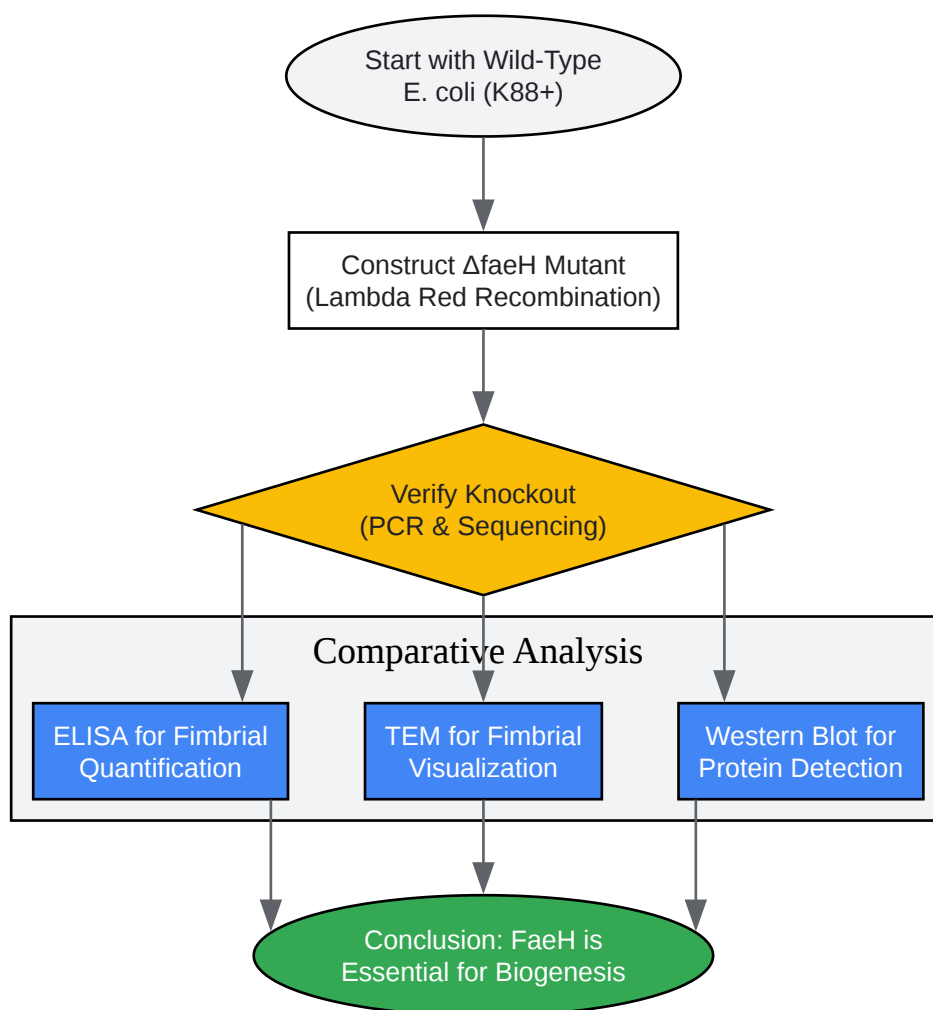 Start with Wild-Type
E. coli (K88+)
Construct ΔfaeH Mutant
(Lambda Red Recombination)
Verify Knockout
(PCR & Sequencing)
Comparative Analysis
ELISA for Fimbrial
Quantification
TEM for Fimbrial
Visualization
Western Blot for
Protein Detection
Conclusion: FaeH is
Essential for Biogenesis